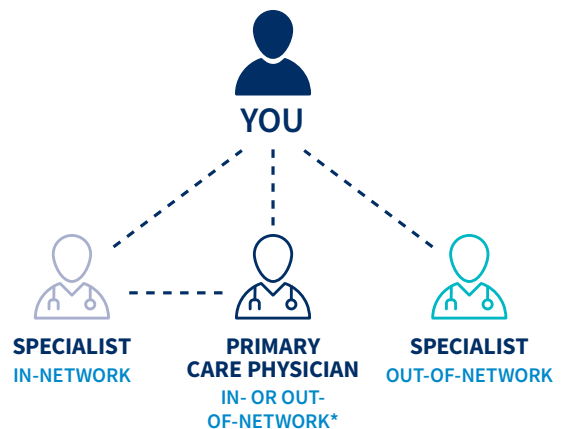 YOU
SPECIALIST
IN-NETWORK
PRIMARY
CARE PHYSICIAN
IN- OR OUT-
OF-NETWORK*
SPECIALIST
OUT-OF-NETWORK